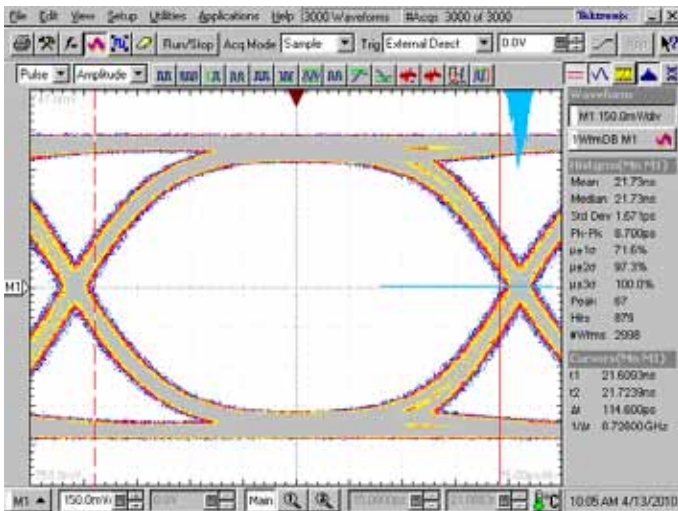 File Edit View Setup Utilities Applications Help 3000 Waveforms #Acqs 3000 of 3000 Tektronix
Run/Stop Acq Mode Sample Trig External Direct 0.0V
Pulse Amplitude
Waveform
M1 150.0mV/div
1WfmDB M1
Mean 21.73ns
Median 21.73ns
Std Dev 1.671ps
Pk-Pk 8.700ps
µ±1σ 71.6%
µ±2σ 97.3%
M1
µ±3σ 100.0%
Peak 67
Hits 879
#Wfms 2998
t1 21.6093ns
t2 21.7239ns
Δt 114.600ps
1/Δt 8.72600GHz
M1 150.0mV/ 0.0V Main °C 10:05 AM 4/13/2010